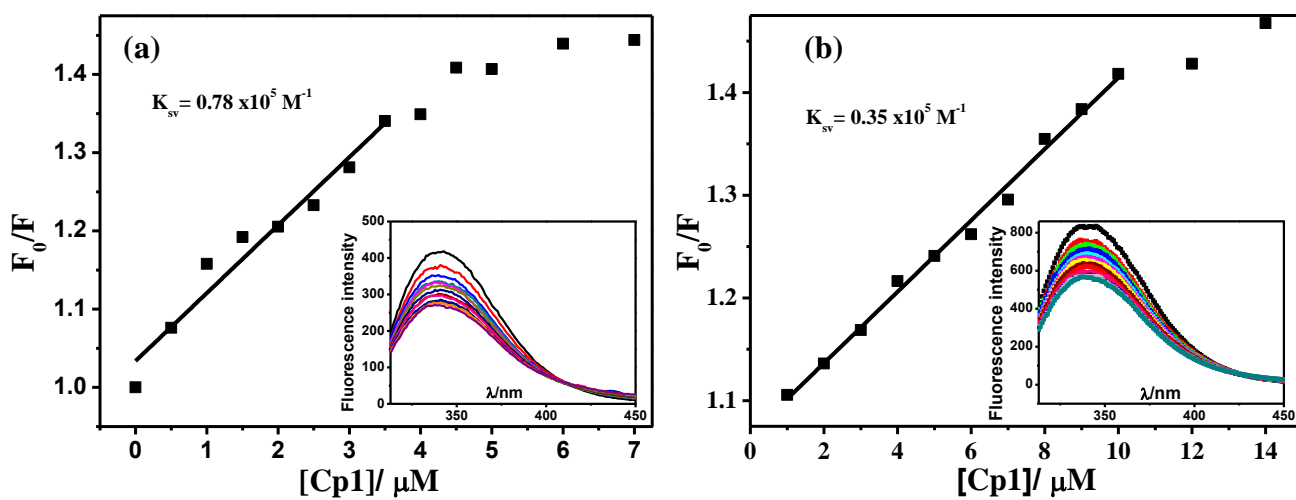 (a)
K_sv= 0.78 x10^5 M^-1
F_0/F
1.4
1.3
1.2
1.1
1.0
0 1 2 3 4 5 6 7
[Cp1]/ μM
Fluorescence intensity
500
400
300
200
100
0
350 400 450
λ/nm
(b)
K_sv= 0.35 x10^5 M^-1
F_0/F
1.4
1.3
1.2
1.1
0 2 4 6 8 10 12 14
[Cp1]/ μM
Fluorescence intensity
800
600
400
200
0
350 400 450
λ/nm